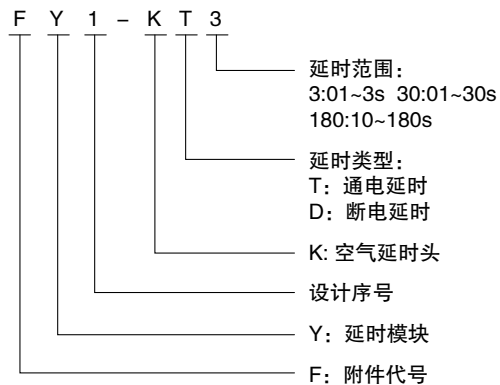 F Y 1 - K T 3
延时范围：
3:01~3s 30:01~30s
180:10~180s
延时类型：
T：通电延时
D：断电延时
K: 空气延时头
设计序号
Y：延时模块
F：附件代号